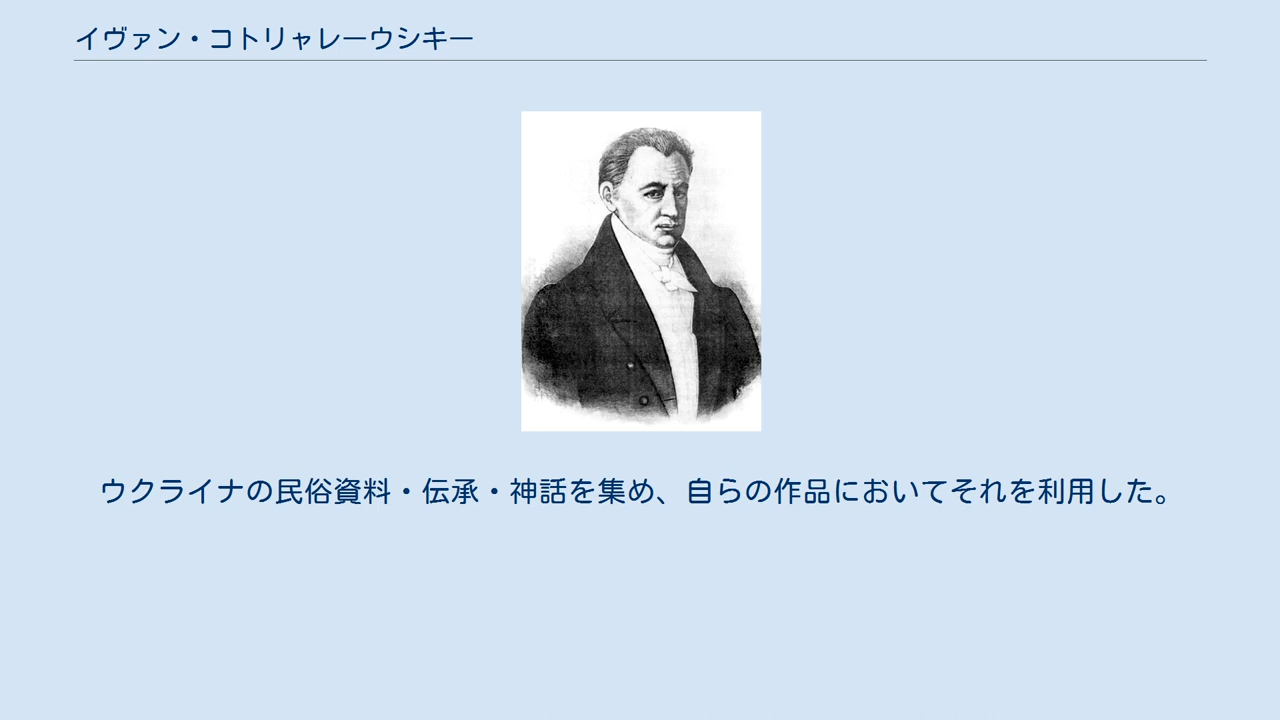 イヴァン・コトリャレーウシキー
ウクライナの民俗資料・伝承・神話を集め、自らの作品においてそれを利用した。